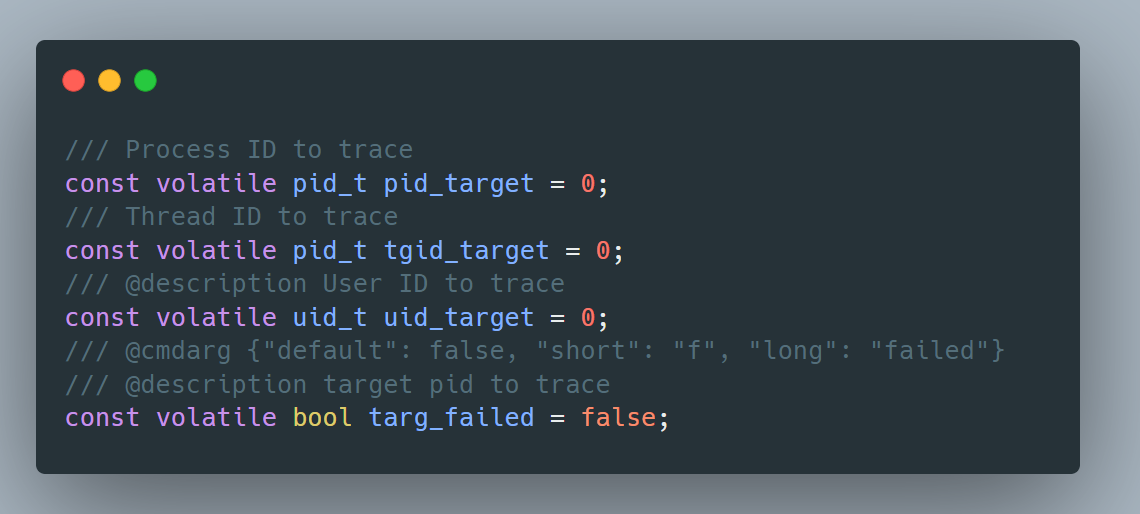 /// Process ID to trace
const volatile pid_t pid_target = 0;
/// Thread ID to trace
const volatile pid_t tgid_target = 0;
/// @description User ID to trace
const volatile uid_t uid_target = 0;
/// @cmdarg {"default": false, "short": "f", "long": "failed"}
/// @description target pid to trace
const volatile bool targ_failed = false;